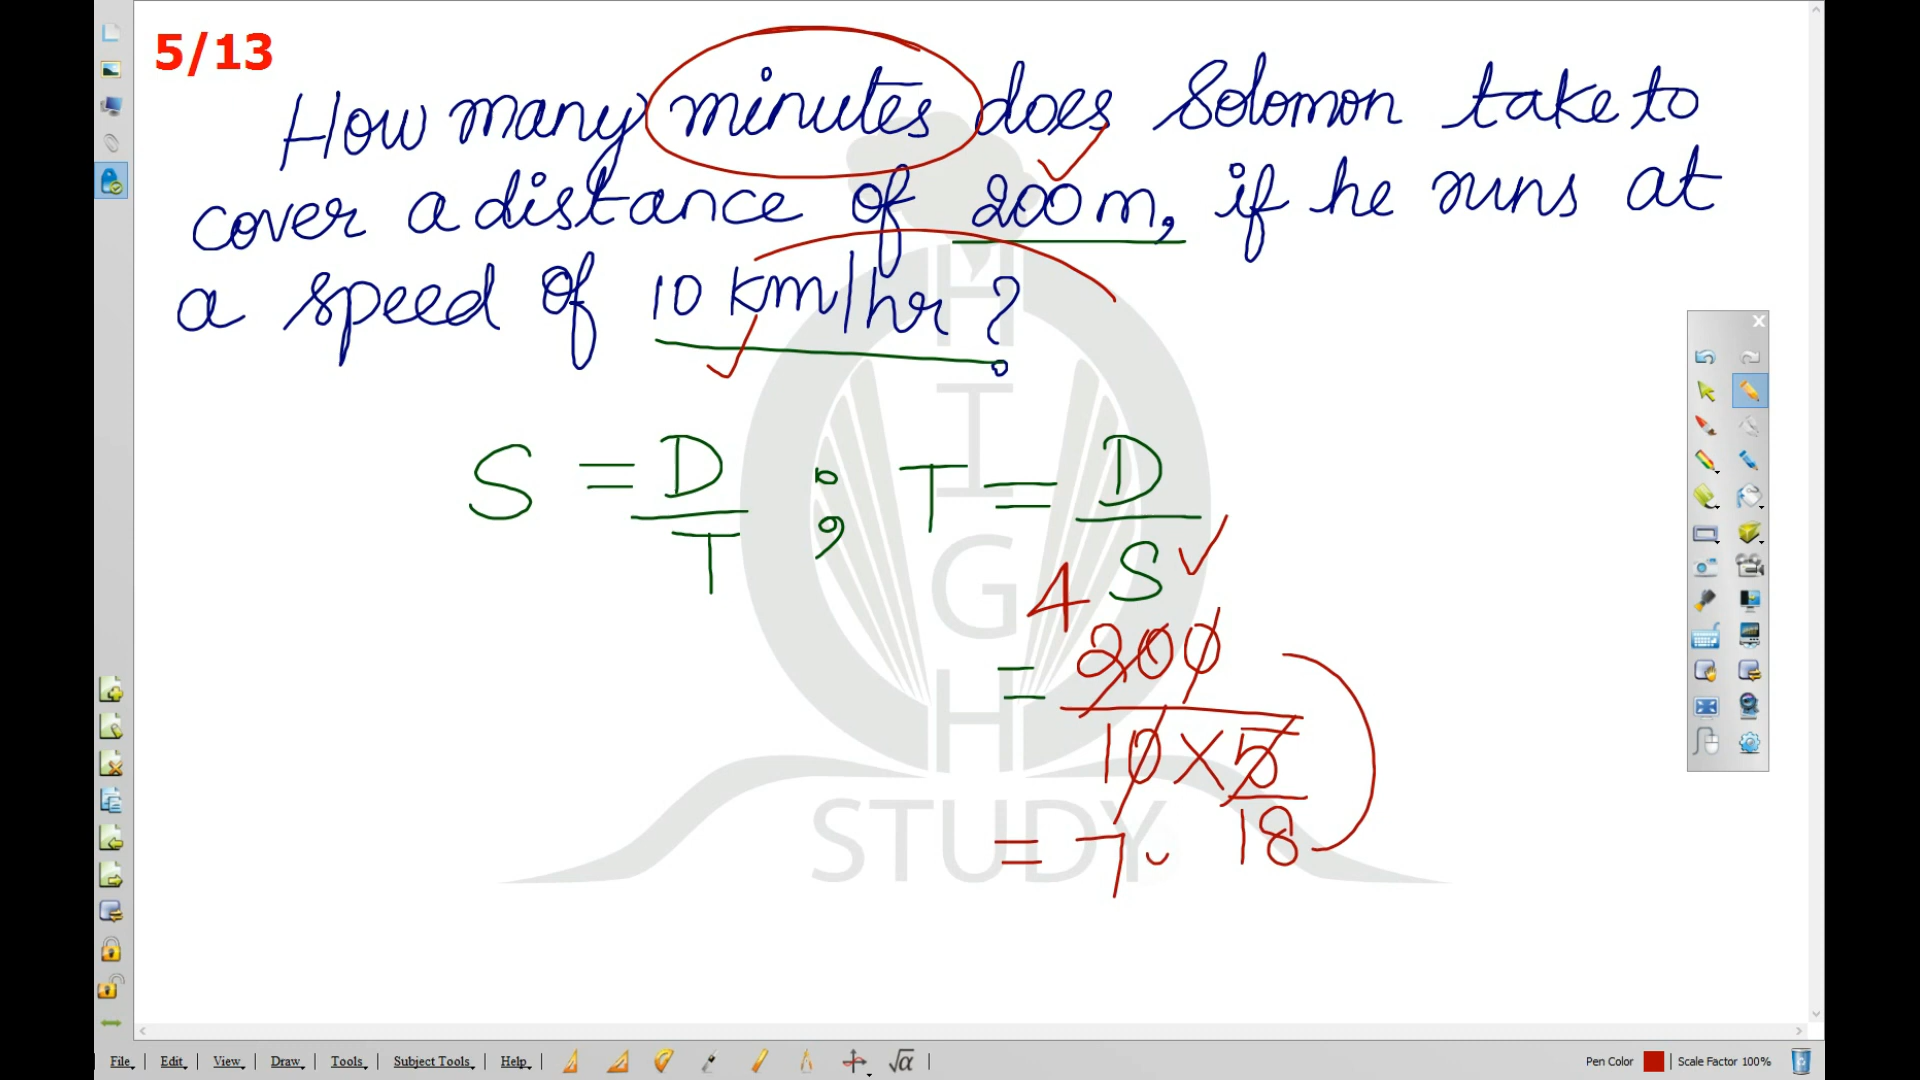 5/13
How many minutes does Solomon take to
cover a distance of 200 m, if he runs at
a speed of 10 km/hr ?
S = D/T ; T = D/S
4
= 200
10 × 5/18
= 7.
HIGH
STUDY
File Edit View Draw Tools Subject Tools Help √α Pen Color Scale Factor 100%